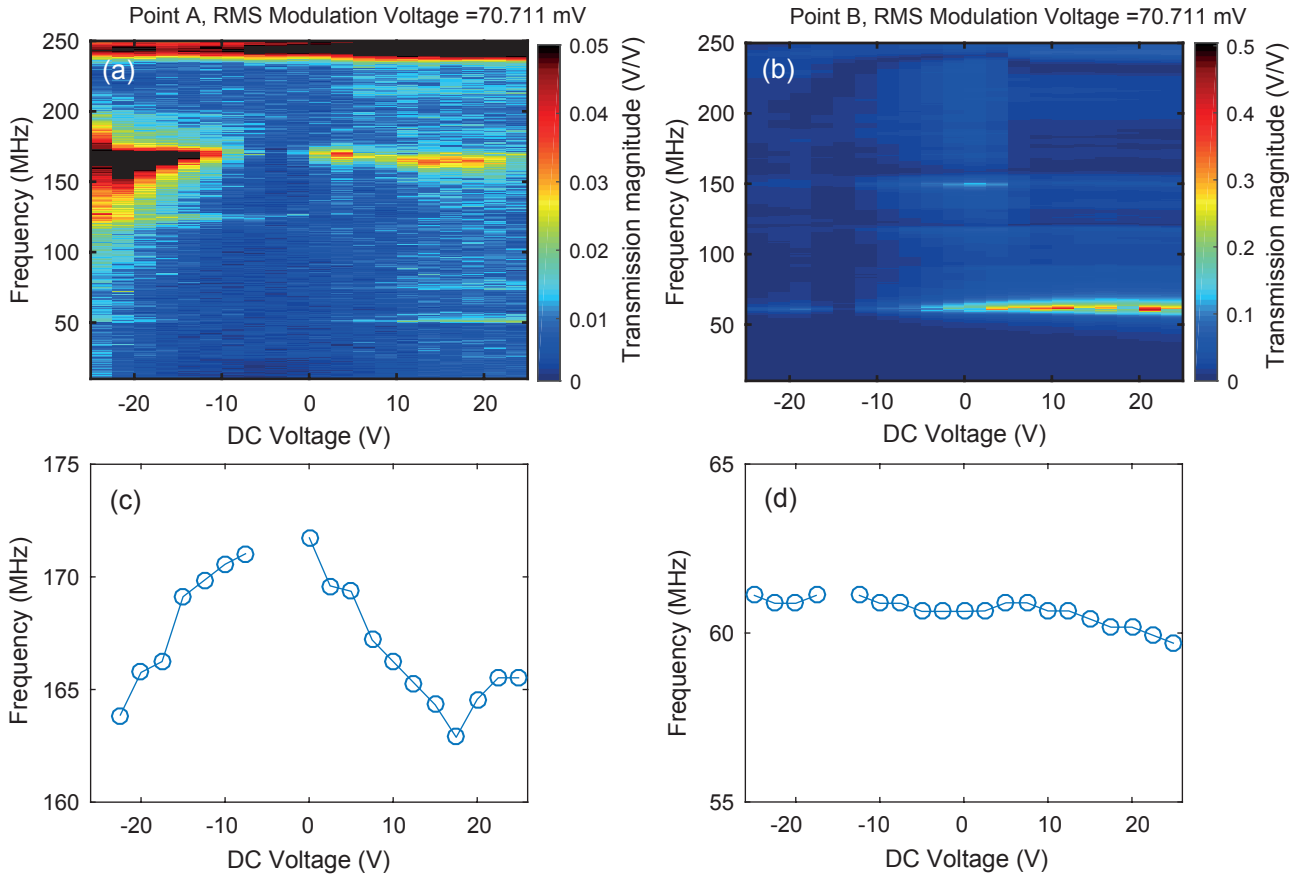 Point A, RMS Modulation Voltage =70.711 mV
(a)
Frequency (MHz)
250
200
150
100
50
-20 -10 0 10 20
DC Voltage (V)
0.05
0.04
0.03
0.02
0.01
0
Transmission magnitude (V/V)
Point B, RMS Modulation Voltage =70.711 mV
(b)
Frequency (MHz)
250
200
150
100
50
-20 -10 0 10 20
DC Voltage (V)
0.5
0.4
0.3
0.2
0.1
0
Transmission magnitude (V/V)
(c)
Frequency (MHz)
175
170
165
160
-20 -10 0 10 20
DC Voltage (V)
(d)
Frequency (MHz)
65
60
55
-20 -10 0 10 20
DC Voltage (V)